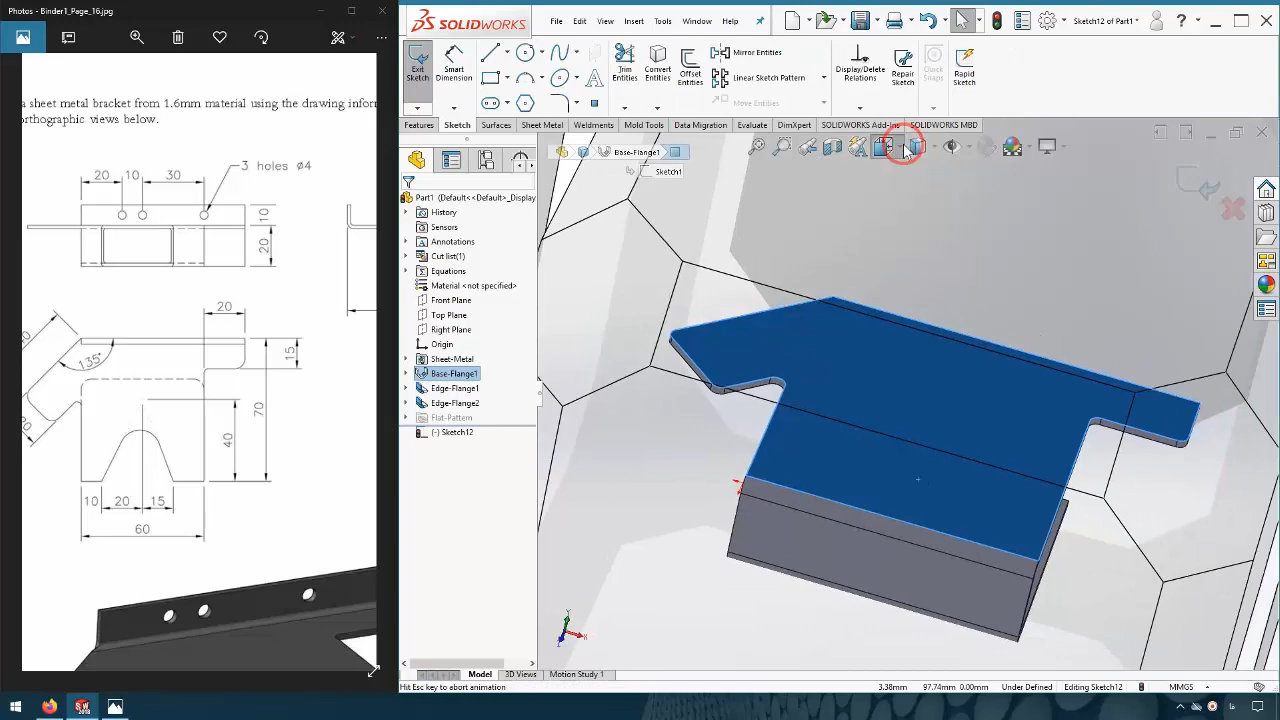 Photos - Binder1_Page_16.jpg
a sheet metal bracket from 1.6mm material using the drawing infor
orthographic views below.
20
10
30
3 holes ø4
10
20
20
135°
15
70
40
10
20
15
60
SOLIDWORKS
File
Edit
View
Insert
Tools
Window
Help
Sketch12 of Part1
Exit
Sketch
Smart
Dimension
Trim
Entities
Convert
Entities
Offset
Entities
Mirror Entities
Linear Sketch Pattern
Move Entities
Display/Delete
Relations
Repair
Sketch
Quick
Snaps
Rapid
Sketch
Features
Sketch
Surfaces
Sheet Metal
Weldments
Mold Tools
Data Migration
DimXpert
Evaluate
SOLIDWORKS Add-Ins
SOLIDWORKS MBD
Base-Flange1
Sketch1
Part1 (Default<<Default>_Display
History
Sensors
Annotations
Cut list(1)
Equations
Material <not specified>
Front Plane
Top Plane
Right Plane
Origin
Sheet-Metal
Base-Flange1
Edge-Flange1
Edge-Flange2
Flat-Pattern
(-) Sketch12
Model
3D Views
Motion Study 1
Hit Esc key to abort animation
3.38mm
97.74mm
0.00mm
Under Defined
Editing Sketch12
MMGS